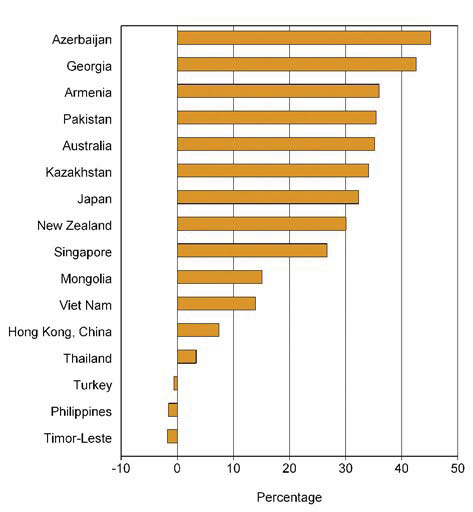 Azerbaijan
Georgia
Armenia
Pakistan
Australia
Kazakhstan
Japan
New Zealand
Singapore
Mongolia
Viet Nam
Hong Kong, China
Thailand
Turkey
Philippines
Timor-Leste
-10 0 10 20 30 40 50
Percentage